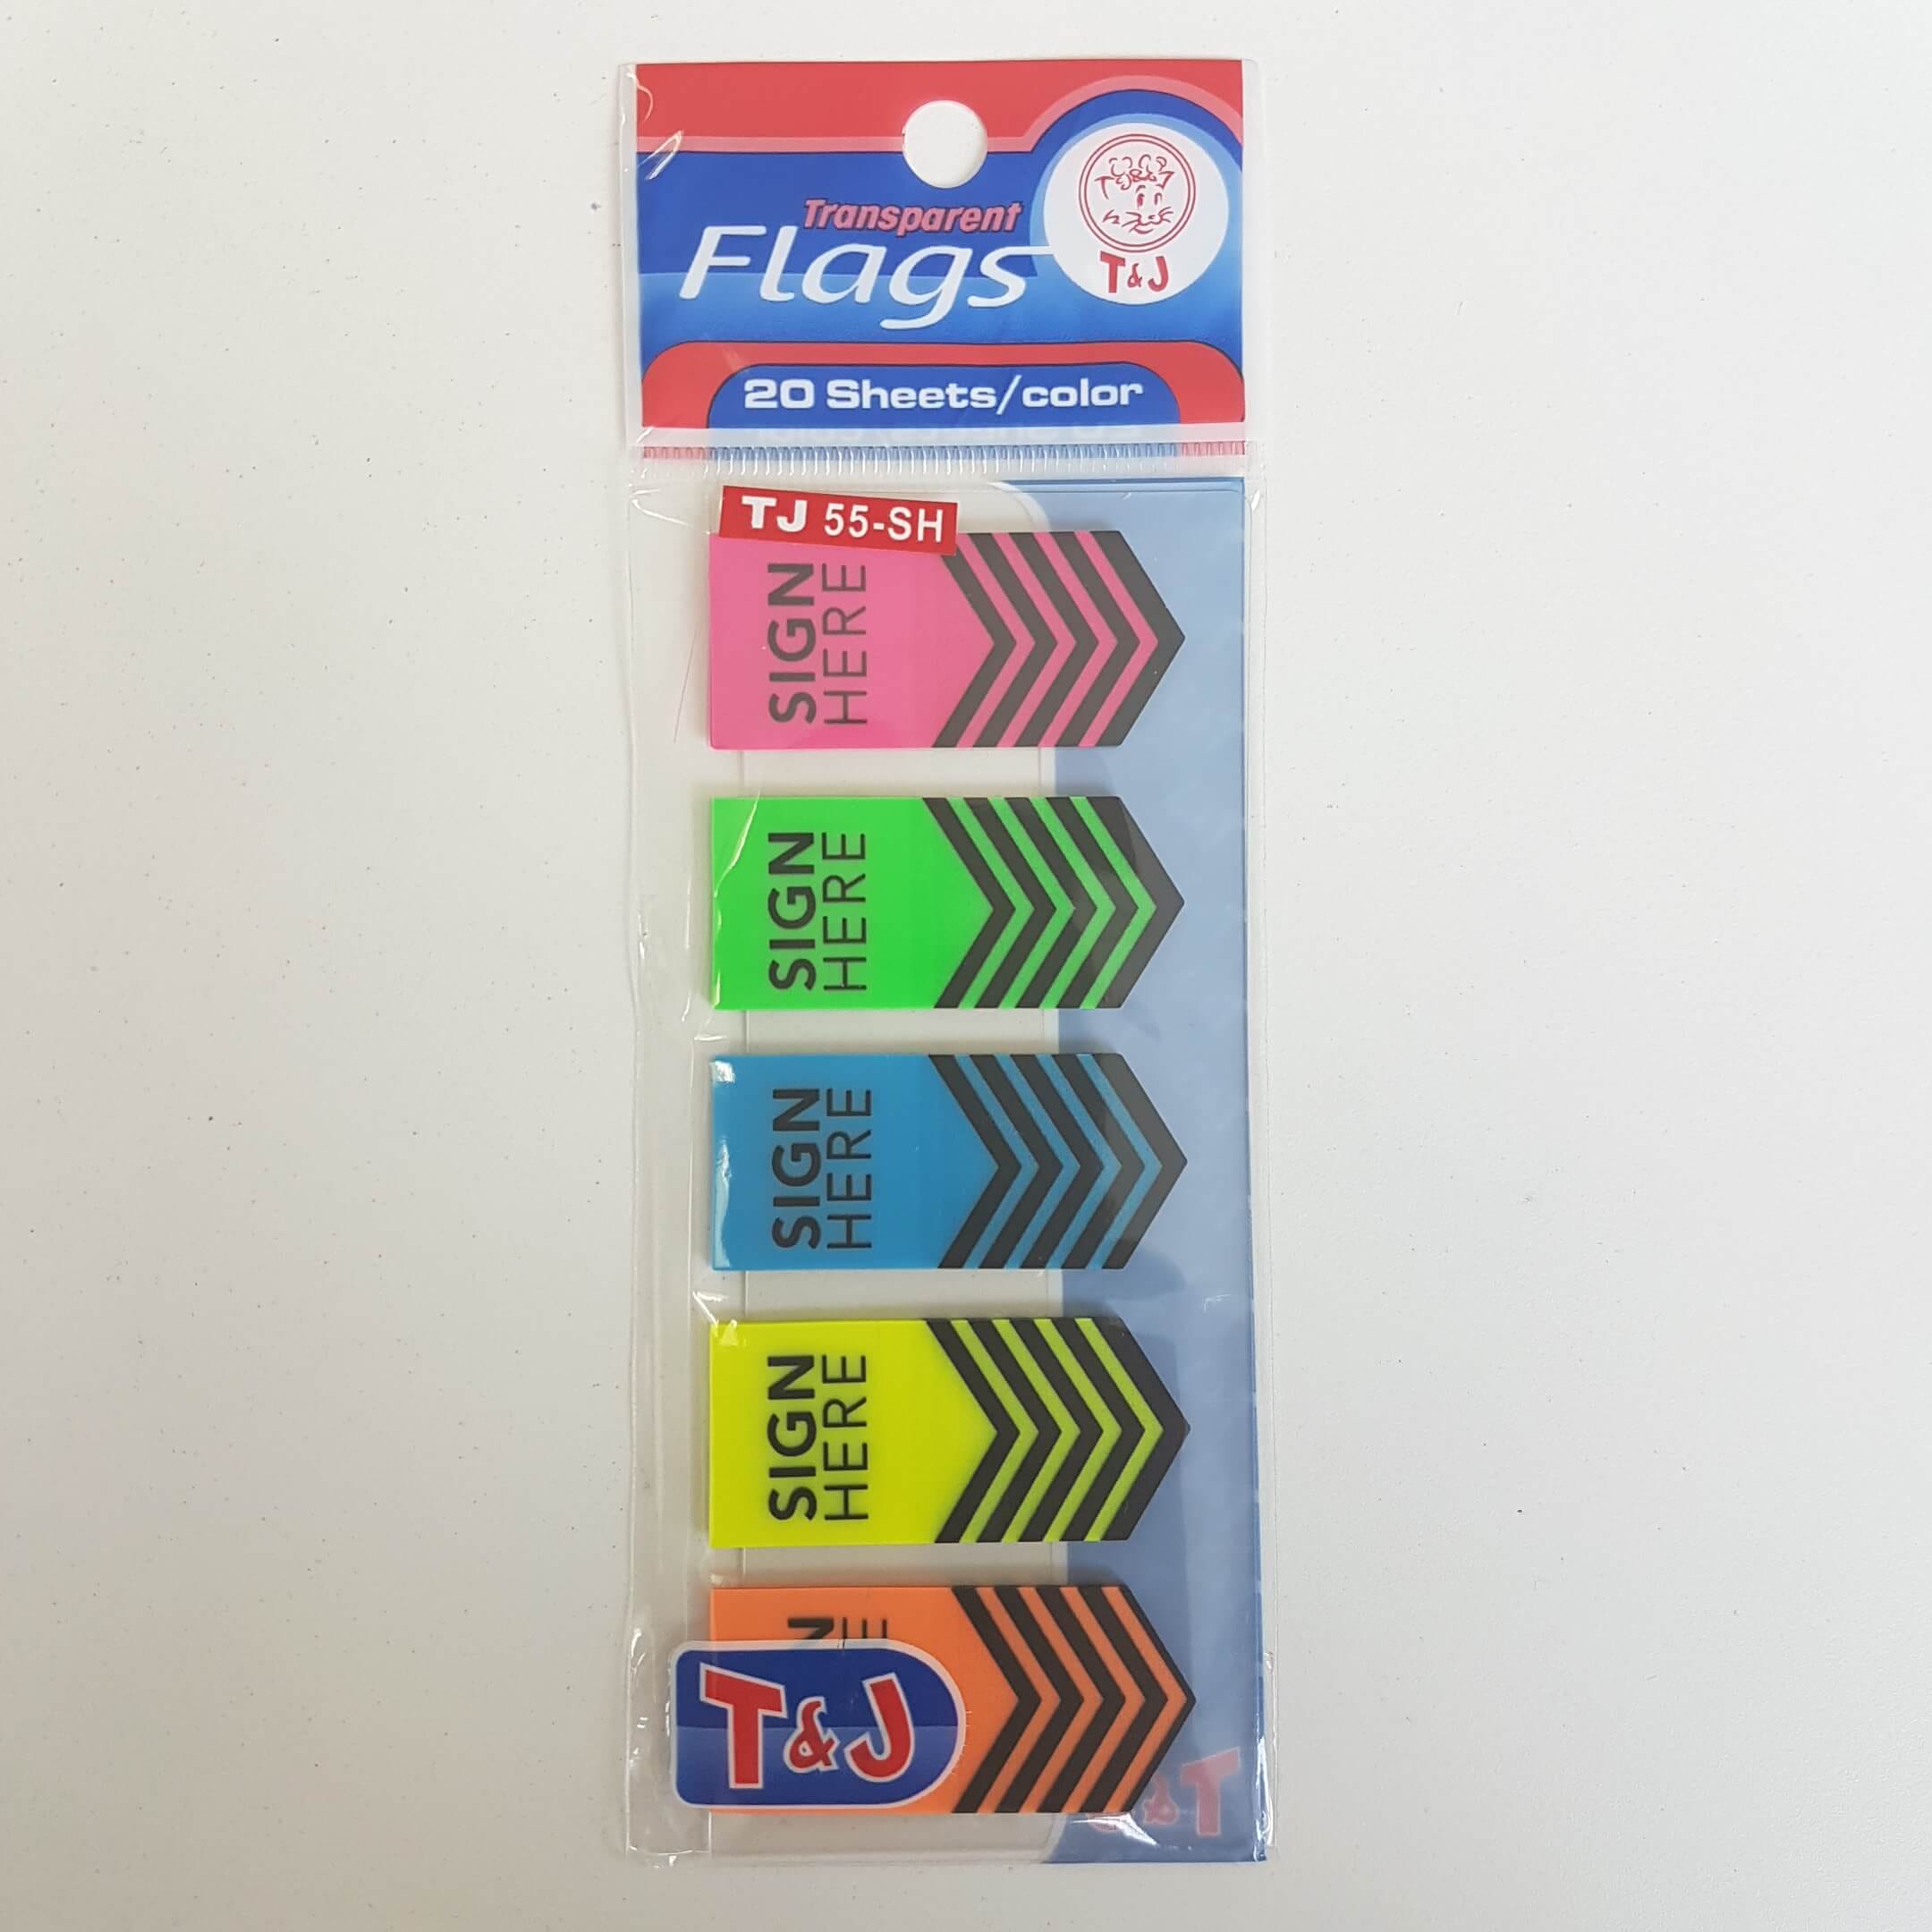 Transparent
Flags
T&J
T&J
20 Sheets/color
TJ 55-SH
SIGN
HERE
SIGN
HERE
SIGN
HERE
SIGN
HERE
N
E
T&J
T&J